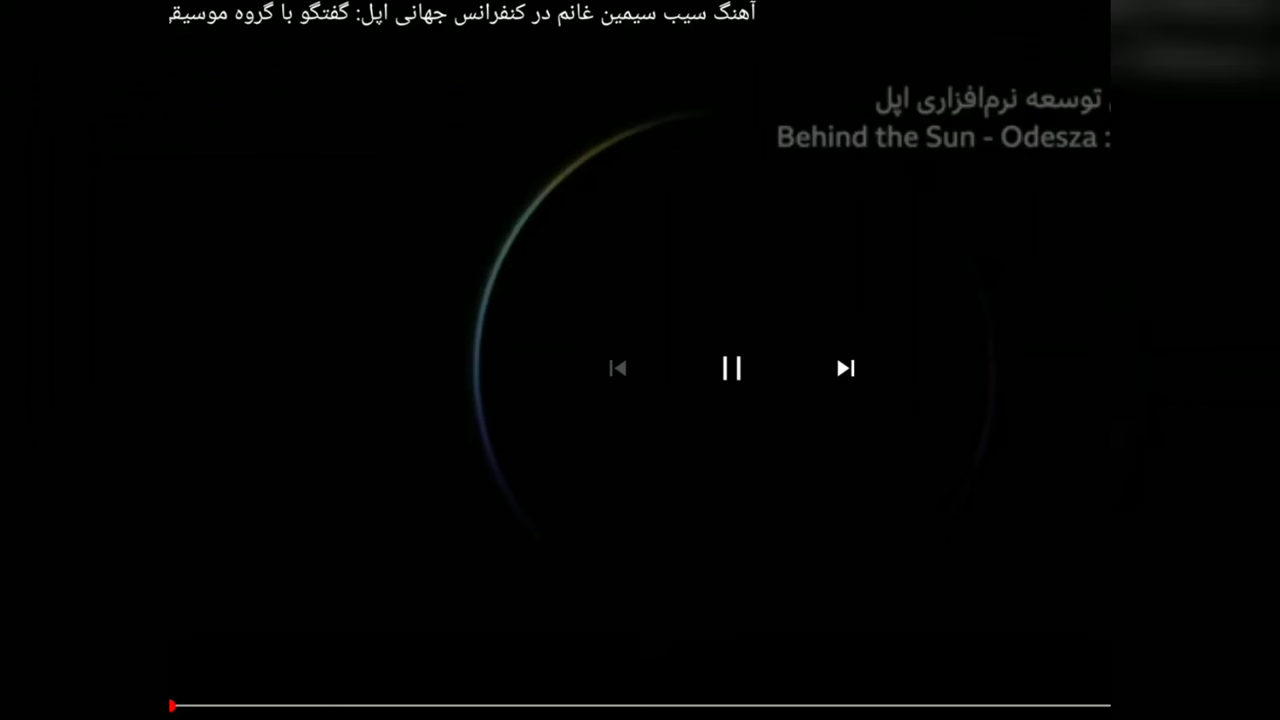 آهنگ سیب سیمین غانم در کنفرانس جهانی اپل: گفتگو با گروه
توسعه نرم‌افزاری اپل
Behind the Sun - Odesza :